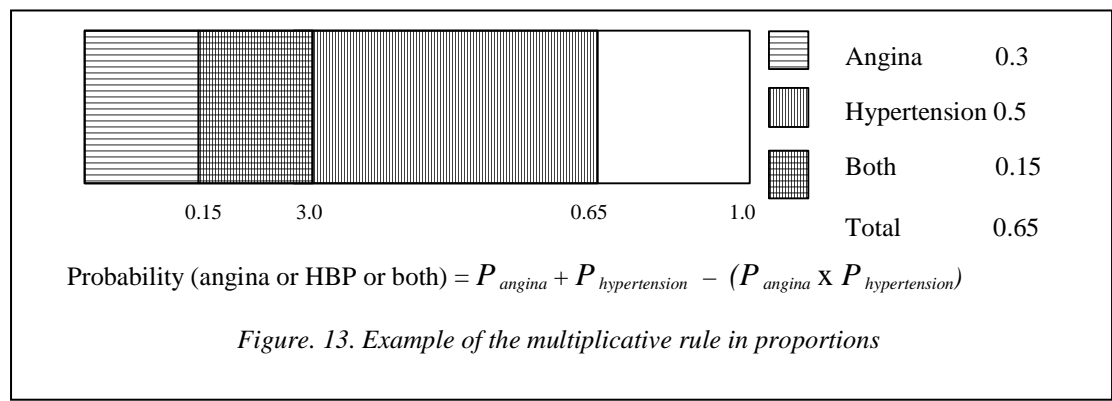 Angina 0.3
Hypertension 0.5
Both 0.15
Total 0.65
0.15 3.0 0.65 1.0
Probability (angina or HBP or both) = P angina + P hypertension – (P angina x P hypertension)
Figure. 13. Example of the multiplicative rule in proportions